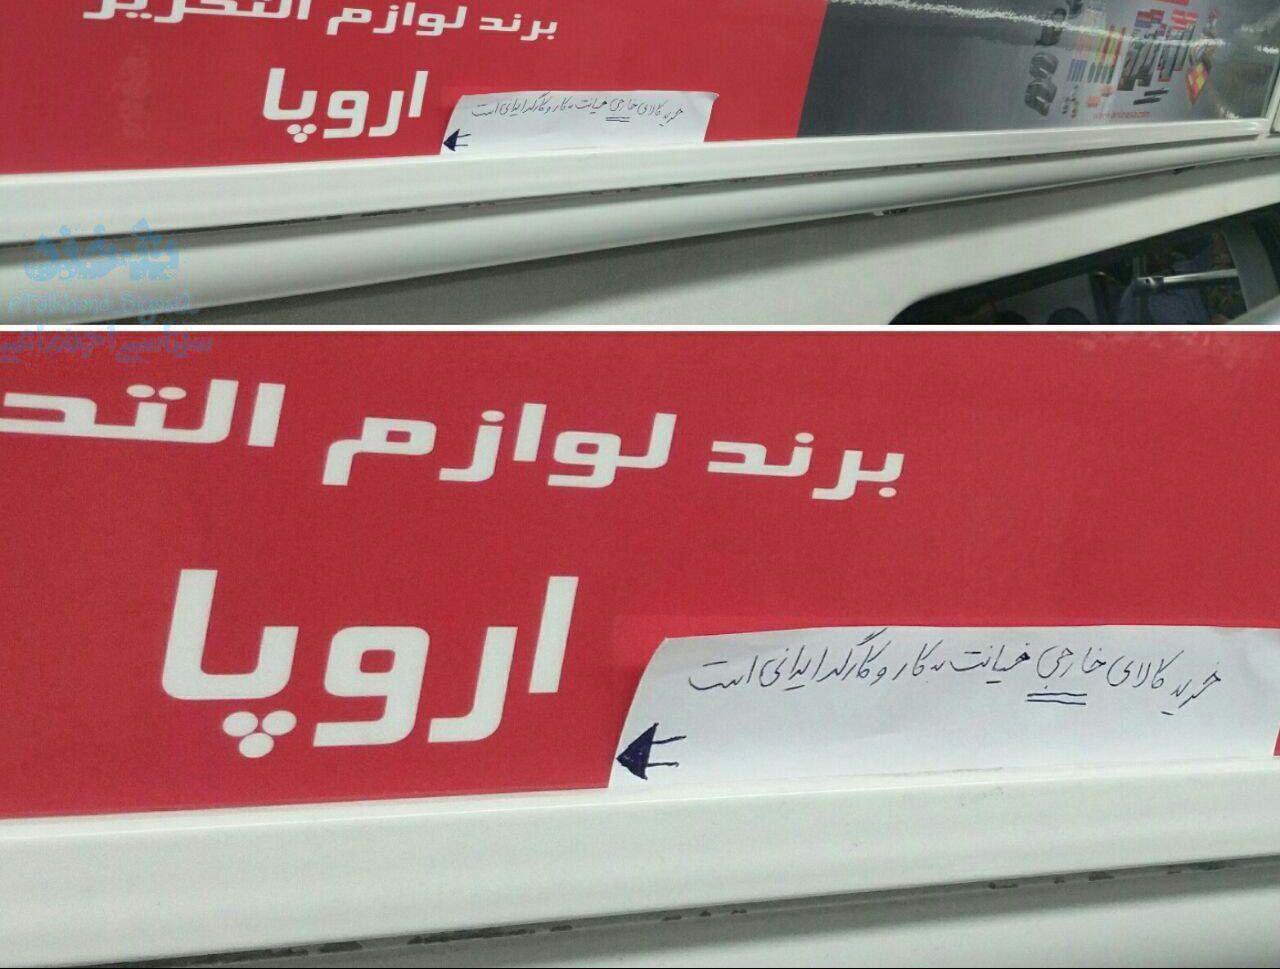 برند لوازم التحریر
اروپا
خرید کالای خارجی خیانت به کار و کارگر ایرانی است
برند لوازم التحـ
اروپا
خرید کالای خارجی خیانت به کار و کارگر ایرانی است